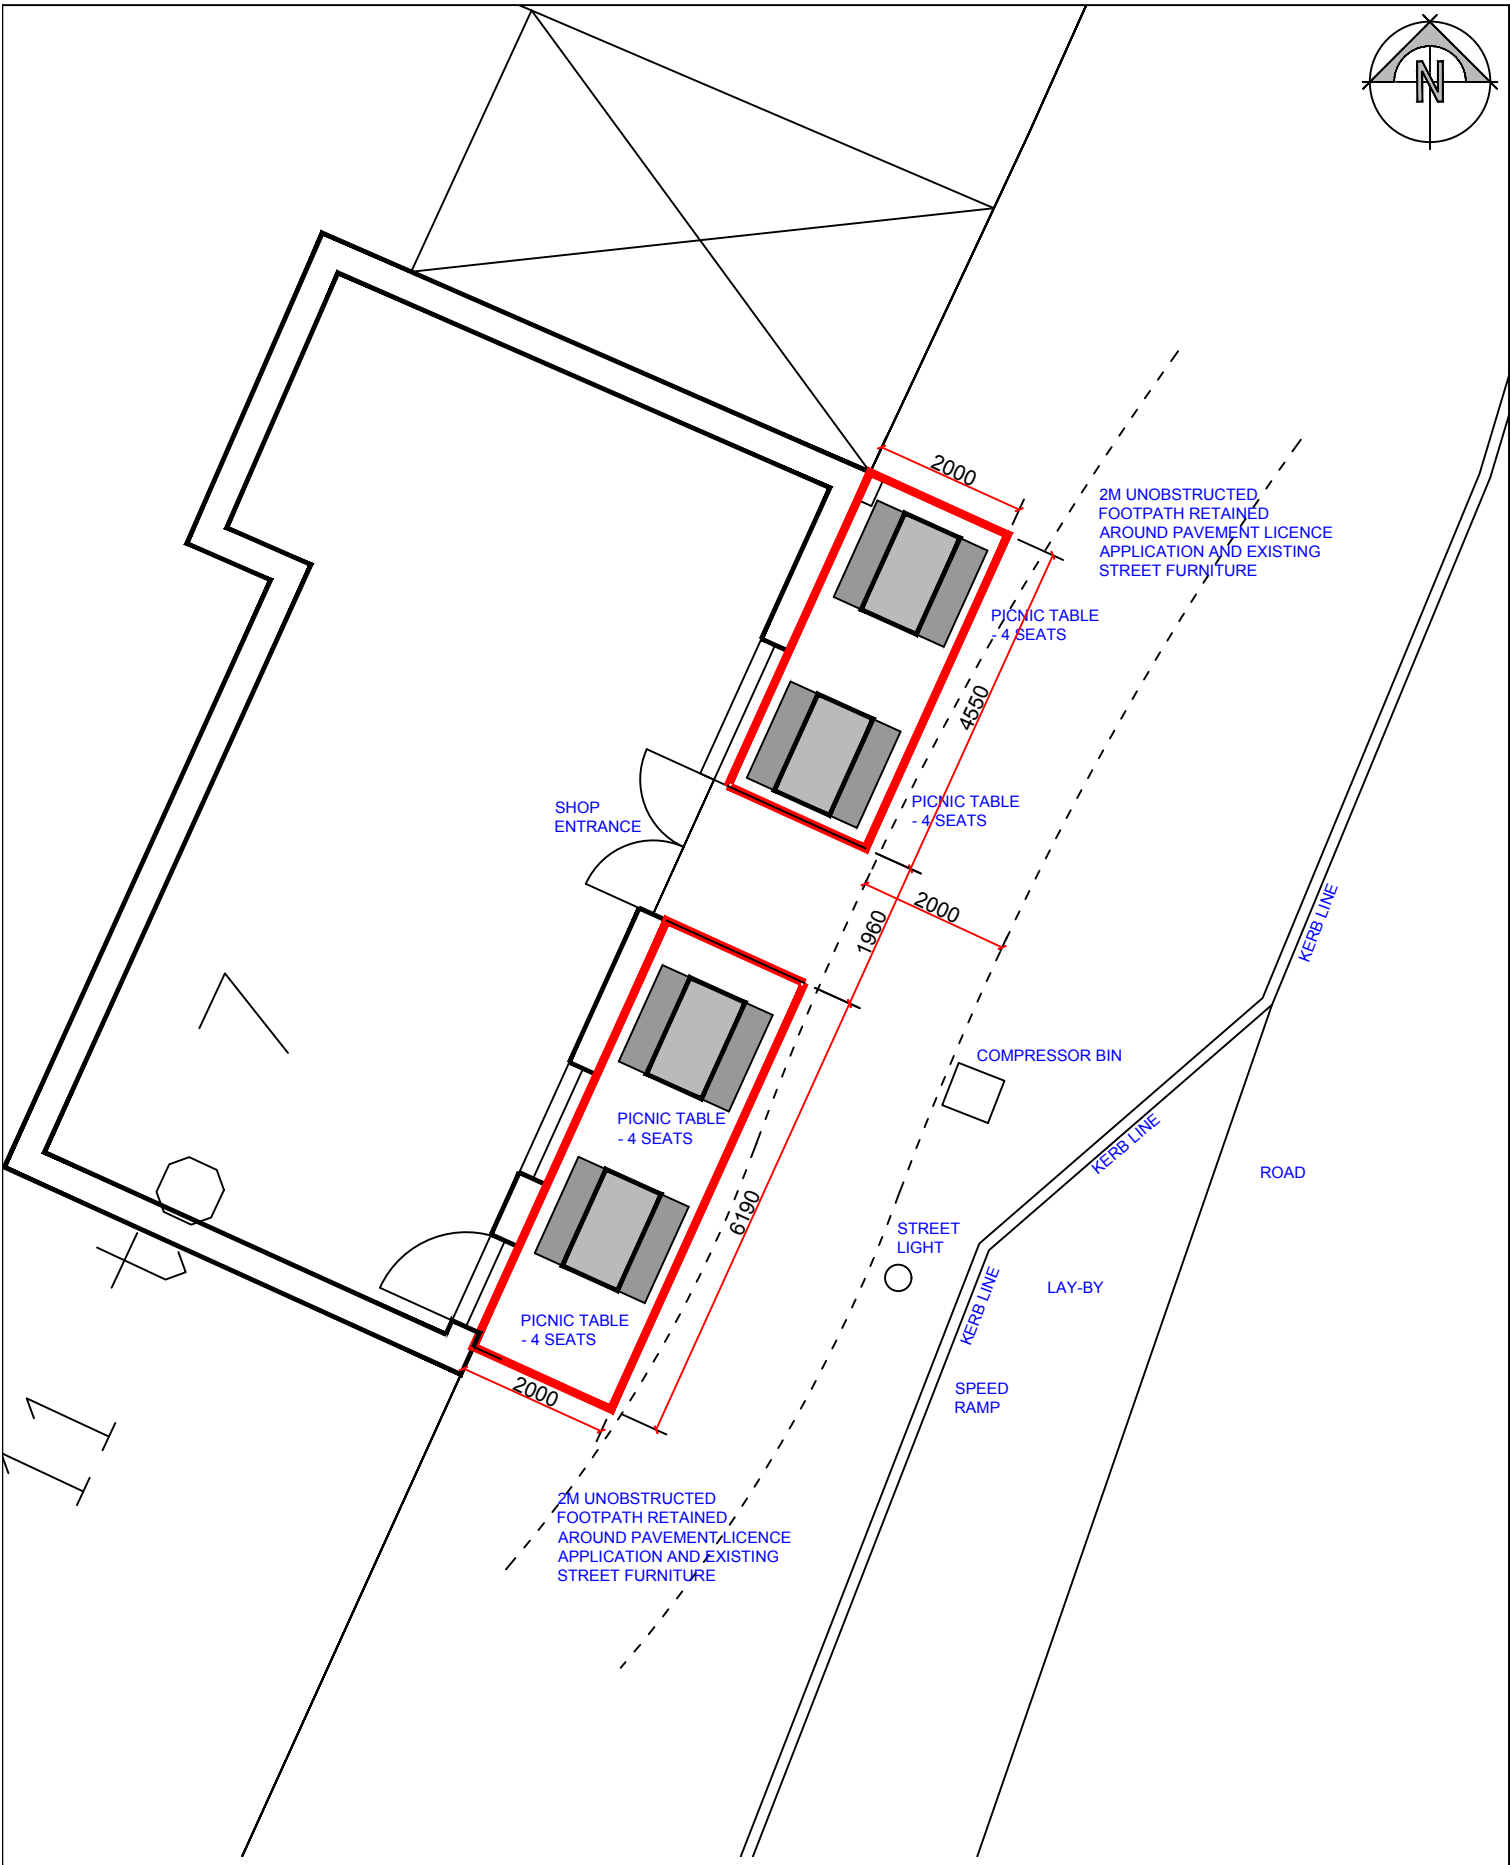 N
2000
2M UNOBSTRUCTED
FOOTPATH RETAINED
AROUND PAVEMENT LICENCE
APPLICATION AND EXISTING
STREET FURNITURE
PICNIC TABLE
- 4 SEATS
4550
PICNIC TABLE
- 4 SEATS
SHOP
ENTRANCE
2000
1960
KERB LINE
COMPRESSOR BIN
PICNIC TABLE
- 4 SEATS
KERB LINE
ROAD
6190
STREET
LIGHT
LAY-BY
KERB LINE
PICNIC TABLE
- 4 SEATS
2000
SPEED
RAMP
2M UNOBSTRUCTED
FOOTPATH RETAINED
AROUND PAVEMENT LICENCE
APPLICATION AND EXISTING
STREET FURNITURE